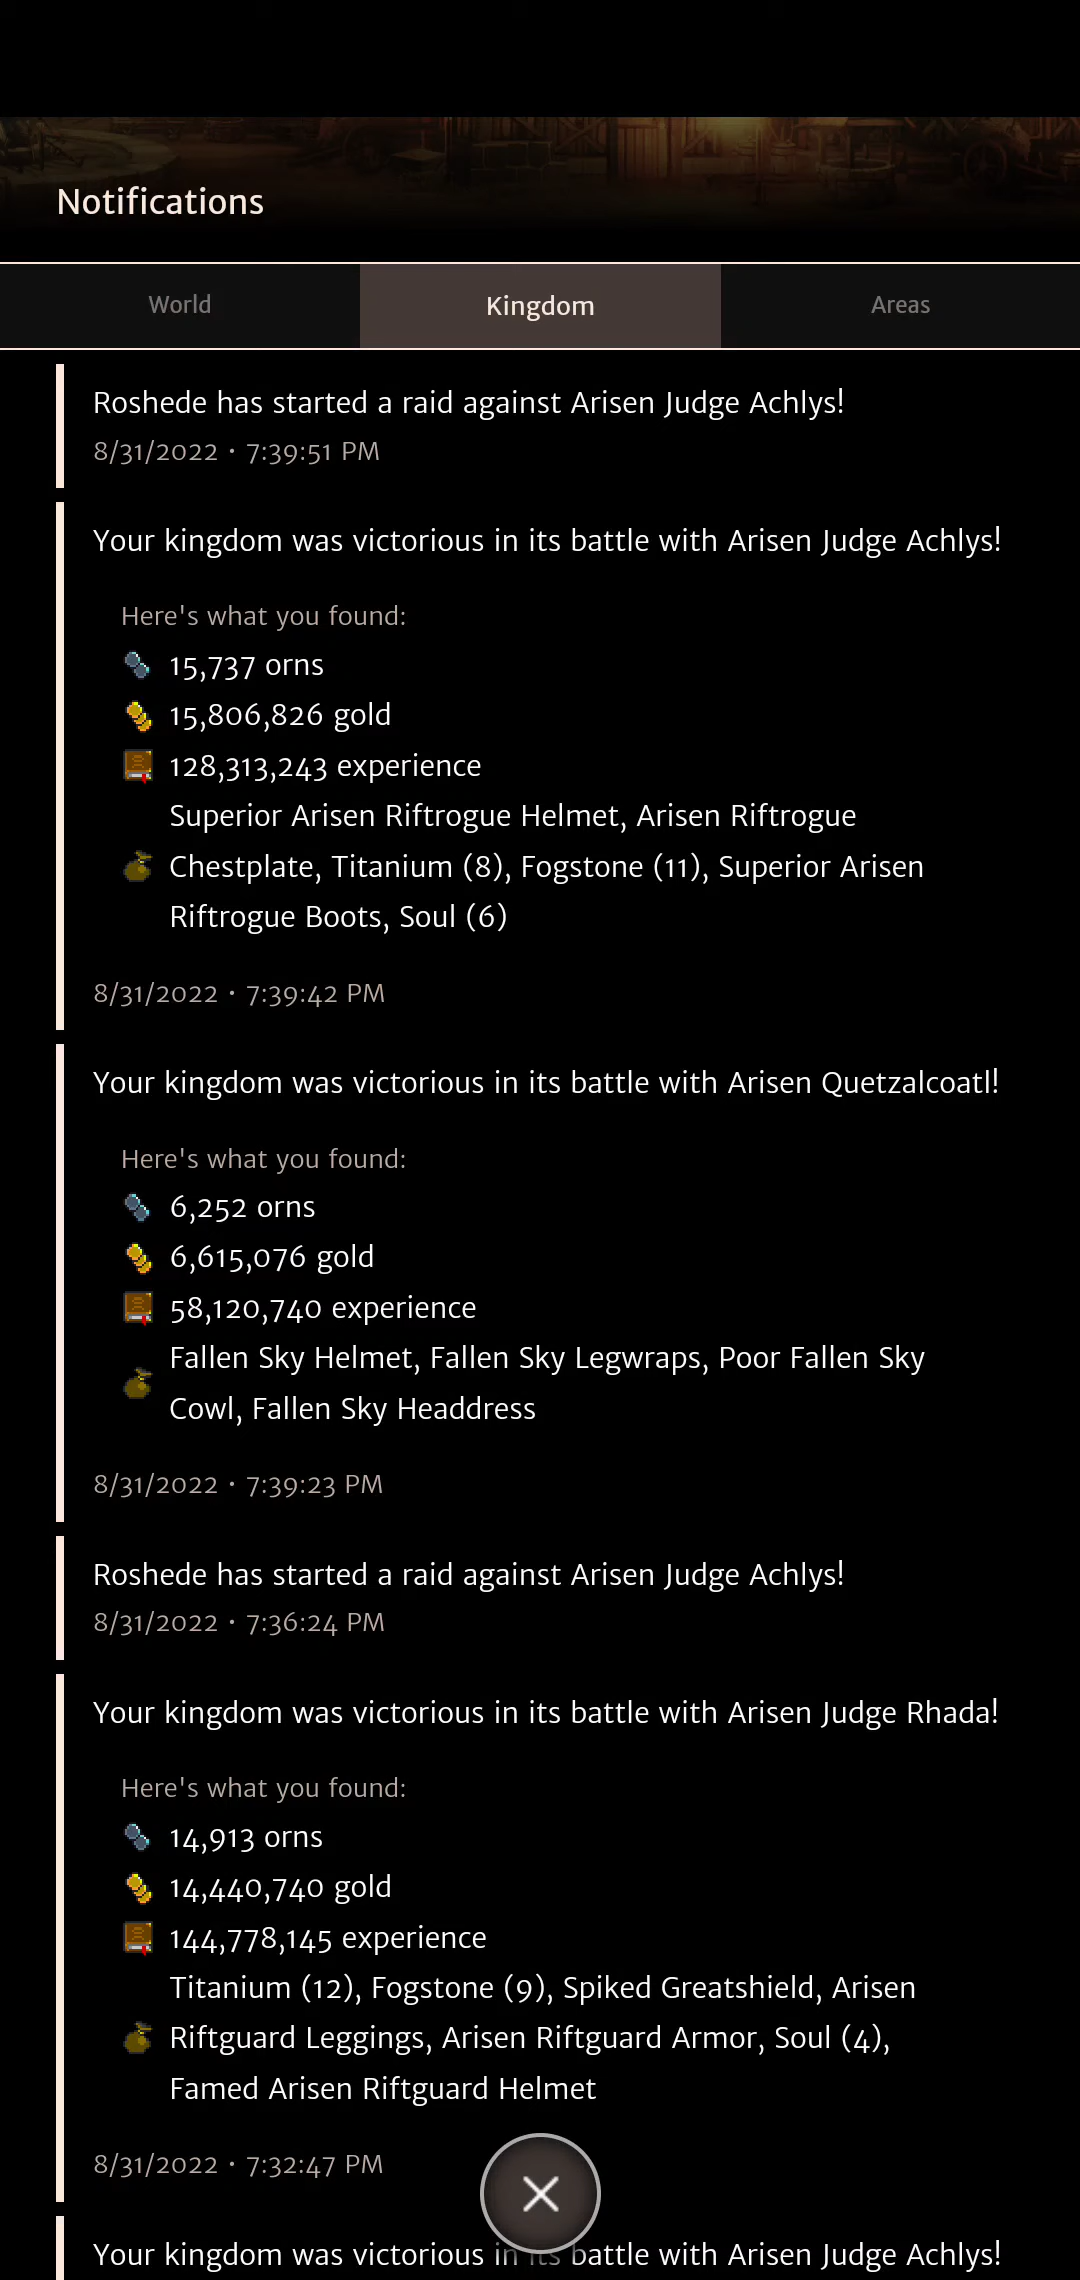 Notifications
World
Kingdom
Areas
Roshede has started a raid against Arisen Judge Achlys!
8/31/2022 • 7:39:51 PM
Your kingdom was victorious in its battle with Arisen Judge Achlys!
Here's what you found:
15,737 orns
15,806,826 gold
128,313,243 experience
Superior Arisen Riftrogue Helmet, Arisen Riftrogue
Chestplate, Titanium (8), Fogstone (11), Superior Arisen
Riftrogue Boots, Soul (6)
8/31/2022 • 7:39:42 PM
Your kingdom was victorious in its battle with Arisen Quetzalcoatl!
Here's what you found:
6,252 orns
6,615,076 gold
58,120,740 experience
Fallen Sky Helmet, Fallen Sky Legwraps, Poor Fallen Sky
Cowl, Fallen Sky Headdress
8/31/2022 • 7:39:23 PM
Roshede has started a raid against Arisen Judge Achlys!
8/31/2022 • 7:36:24 PM
Your kingdom was victorious in its battle with Arisen Judge Rhada!
Here's what you found:
14,913 orns
14,440,740 gold
144,778,145 experience
Titanium (12), Fogstone (9), Spiked Greatshield, Arisen
Riftguard Leggings, Arisen Riftguard Armor, Soul (4),
Famed Arisen Riftguard Helmet
8/31/2022 • 7:32:47 PM
Your kingdom was victorious in its battle with Arisen Judge Achlys!